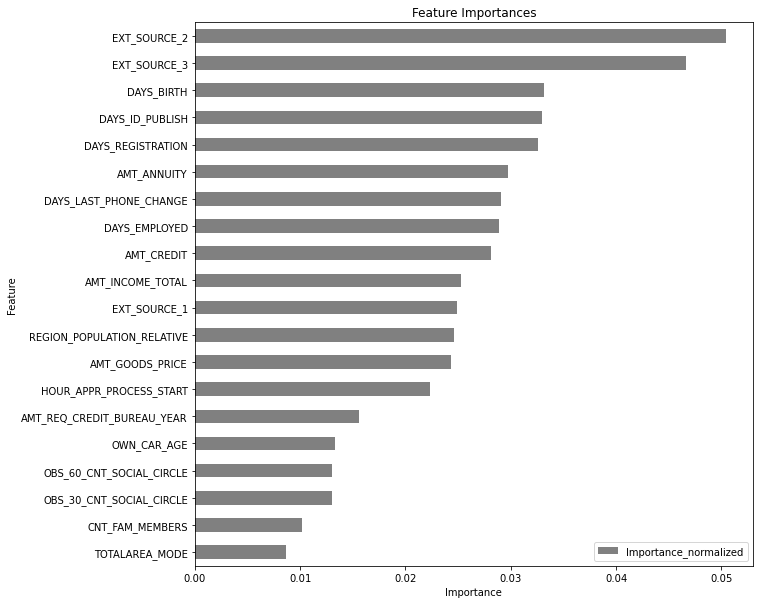 Feature Importances
EXT_SOURCE_2
EXT_SOURCE_3
DAYS_BIRTH
DAYS_ID_PUBLISH
DAYS_REGISTRATION
AMT_ANNUITY
DAYS_LAST_PHONE_CHANGE
DAYS_EMPLOYED
AMT_CREDIT
AMT_INCOME_TOTAL
EXT_SOURCE_1
REGION_POPULATION_RELATIVE
AMT_GOODS_PRICE
HOUR_APPR_PROCESS_START
AMT_REQ_CREDIT_BUREAU_YEAR
OWN_CAR_AGE
OBS_60_CNT_SOCIAL_CIRCLE
OBS_30_CNT_SOCIAL_CIRCLE
CNT_FAM_MEMBERS
TOTALAREA_MODE
Feature
Importance_normalized
0.00 0.01 0.02 0.03 0.04 0.05
Importance